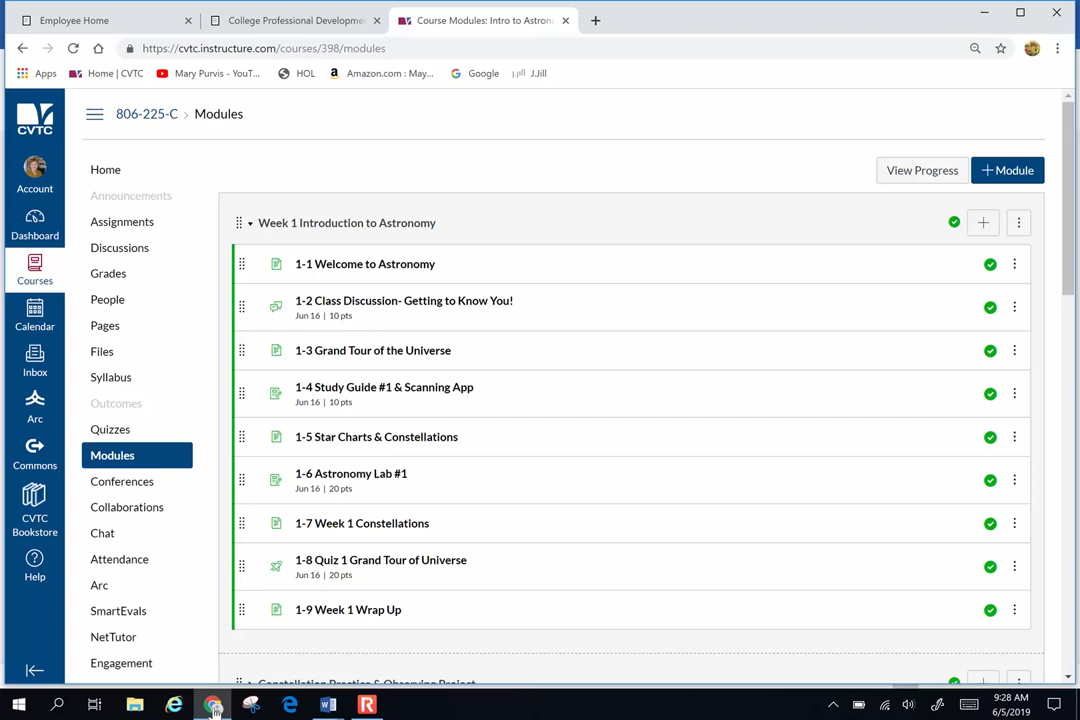 Employee Home
College Professional Developme
Course Modules: Intro to Astron
https://cvtc.instructure.com/courses/398/modules
Apps
Home | CVTC
Mary Purvis - YouT...
HOL
Amazon.com : May...
Google
J.Jill
CVTC
Account
Dashboard
Courses
Calendar
Inbox
Arc
Commons
CVTC
Bookstore
Help
806-225-C > Modules
Home
Announcements
Assignments
Discussions
Grades
People
Pages
Files
Syllabus
Outcomes
Quizzes
Modules
Conferences
Collaborations
Chat
Attendance
Arc
SmartEvals
NetTutor
Engagement
View Progress
+ Module
Week 1 Introduction to Astronomy
1-1 Welcome to Astronomy
1-2 Class Discussion- Getting to Know You!
Jun 16 | 10 pts
1-3 Grand Tour of the Universe
1-4 Study Guide #1 & Scanning App
Jun 16 | 10 pts
1-5 Star Charts & Constellations
1-6 Astronomy Lab #1
Jun 16 | 20 pts
1-7 Week 1 Constellations
1-8 Quiz 1 Grand Tour of Universe
Jun 16 | 20 pts
1-9 Week 1 Wrap Up
Constellation Practice & Observing Project
9:28 AM
6/5/2019